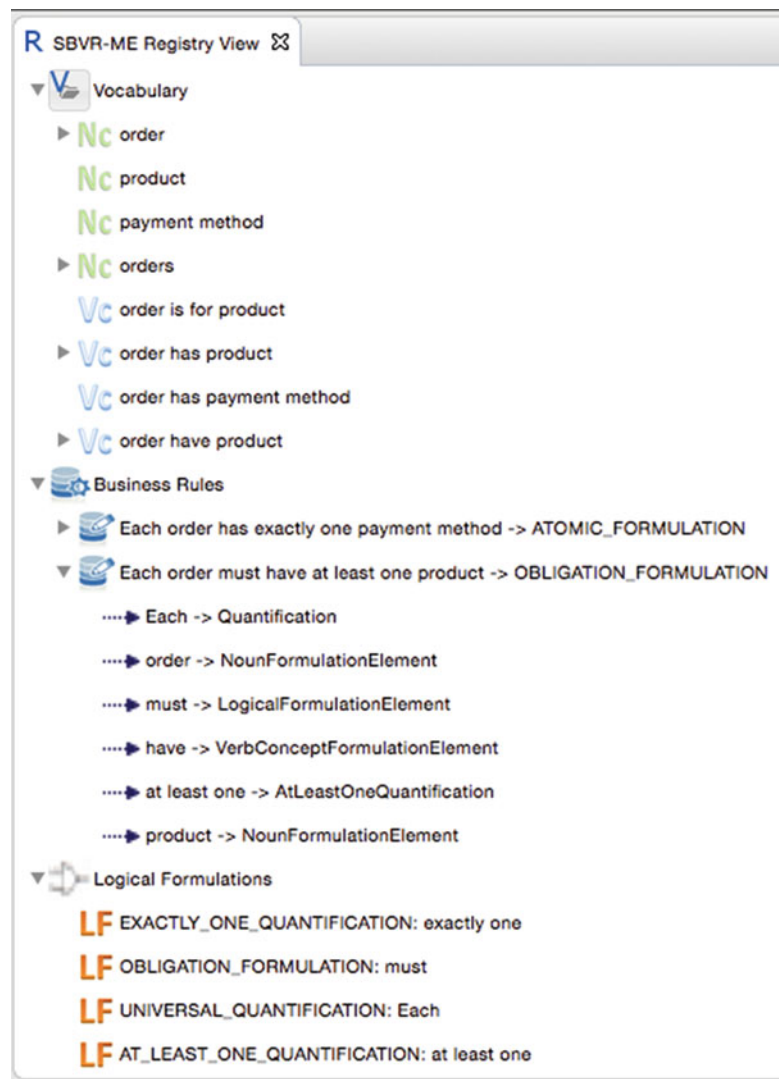 R SBVR-ME Registry View
V Vocabulary
Nc order
Nc product
Nc payment method
Nc orders
Vc order is for product
Vc order has product
Vc order has payment method
Vc order have product
Business Rules
Each order has exactly one payment method -> ATOMIC_FORMULATION
Each order must have at least one product -> OBLIGATION_FORMULATION
Each -> Quantification
order -> NounFormulationElement
must -> LogicalFormulationElement
have -> VerbConceptFormulationElement
at least one -> AtLeastOneQuantification
product -> NounFormulationElement
Logical Formulations
LF EXACTLY_ONE_QUANTIFICATION: exactly one
LF OBLIGATION_FORMULATION: must
LF UNIVERSAL_QUANTIFICATION: Each
LF AT_LEAST_ONE_QUANTIFICATION: at least one